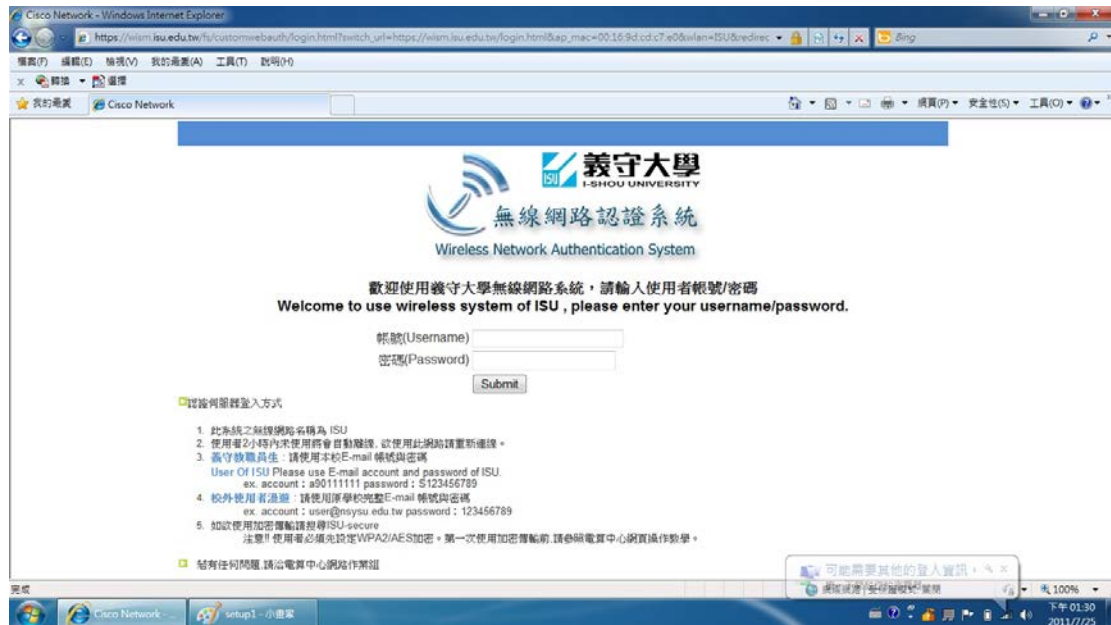 Cisco Network - Windows Internet Explorer
https://wism.isu.edu.tw/fs/customwebauth/login.html?switch_url=https://wism.isu.edu.tw/login.html&ap_mac=00:16:9d:cd:c7:e0&wlan=ISU&redirec
Bing
檔案(F) 編輯(E) 檢視(V) 我的最愛(A) 工具(T) 說明(H)
x 轉換 選擇
我的最愛 Cisco Network 網頁(P) 安全性(S) 工具(O)
ISU 義守大學
I-SHOU UNIVERSITY
無線網路認證系統
Wireless Network Authentication System
歡迎使用義守大學無線網路系統，請輸入使用者帳號/密碼
Welcome to use wireless system of ISU , please enter your username/password.
帳號(Username)
密碼(Password)
Submit
認證伺服器登入方式
1. 此系統之無線網路名稱為 ISU
2. 使用者2小時內未使用將會自動離線, 欲使用此網路請重新連線。
3. 義守教職員生：請使用本校E-mail 帳號與密碼
User Of ISU Please use E-mail account and password of ISU.
ex. account：a90111111 password：S123456789
4. 校外使用者漫遊：請使用原學校完整E-mail 帳號與密碼
ex. account：user@nsysu.edu.tw password：123456789
5. 如欲使用加密傳輸請搜尋ISU-secure
注意!! 使用者必須先設定WPA2/AES加密。第一次使用加密傳輸前,請參照電算中心網頁操作教學。
若有任何問題,請洽電算中心網路作業組
可能需要其他的登入資訊
完成 100%
Cisco Network - ... setup1 - 小畫家 下午 01:30
2011/7/25